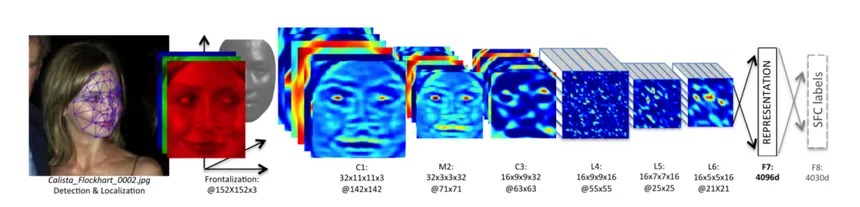 Calista_Flockhart_0002.jpg
Detection & Localization
Frontalization:
@152X152x3
C1:
32x11x11x3
@142x142
M2:
32x3x3x32
@71x71
C3:
16x9x9x32
@63x63
L4:
16x9x9x16
@55x55
L5:
16x7x7x16
@25x25
L6:
16x5x5x16
@21X21
REPRESENTATION
F7:
4096d
SFC labels
F8:
4030d